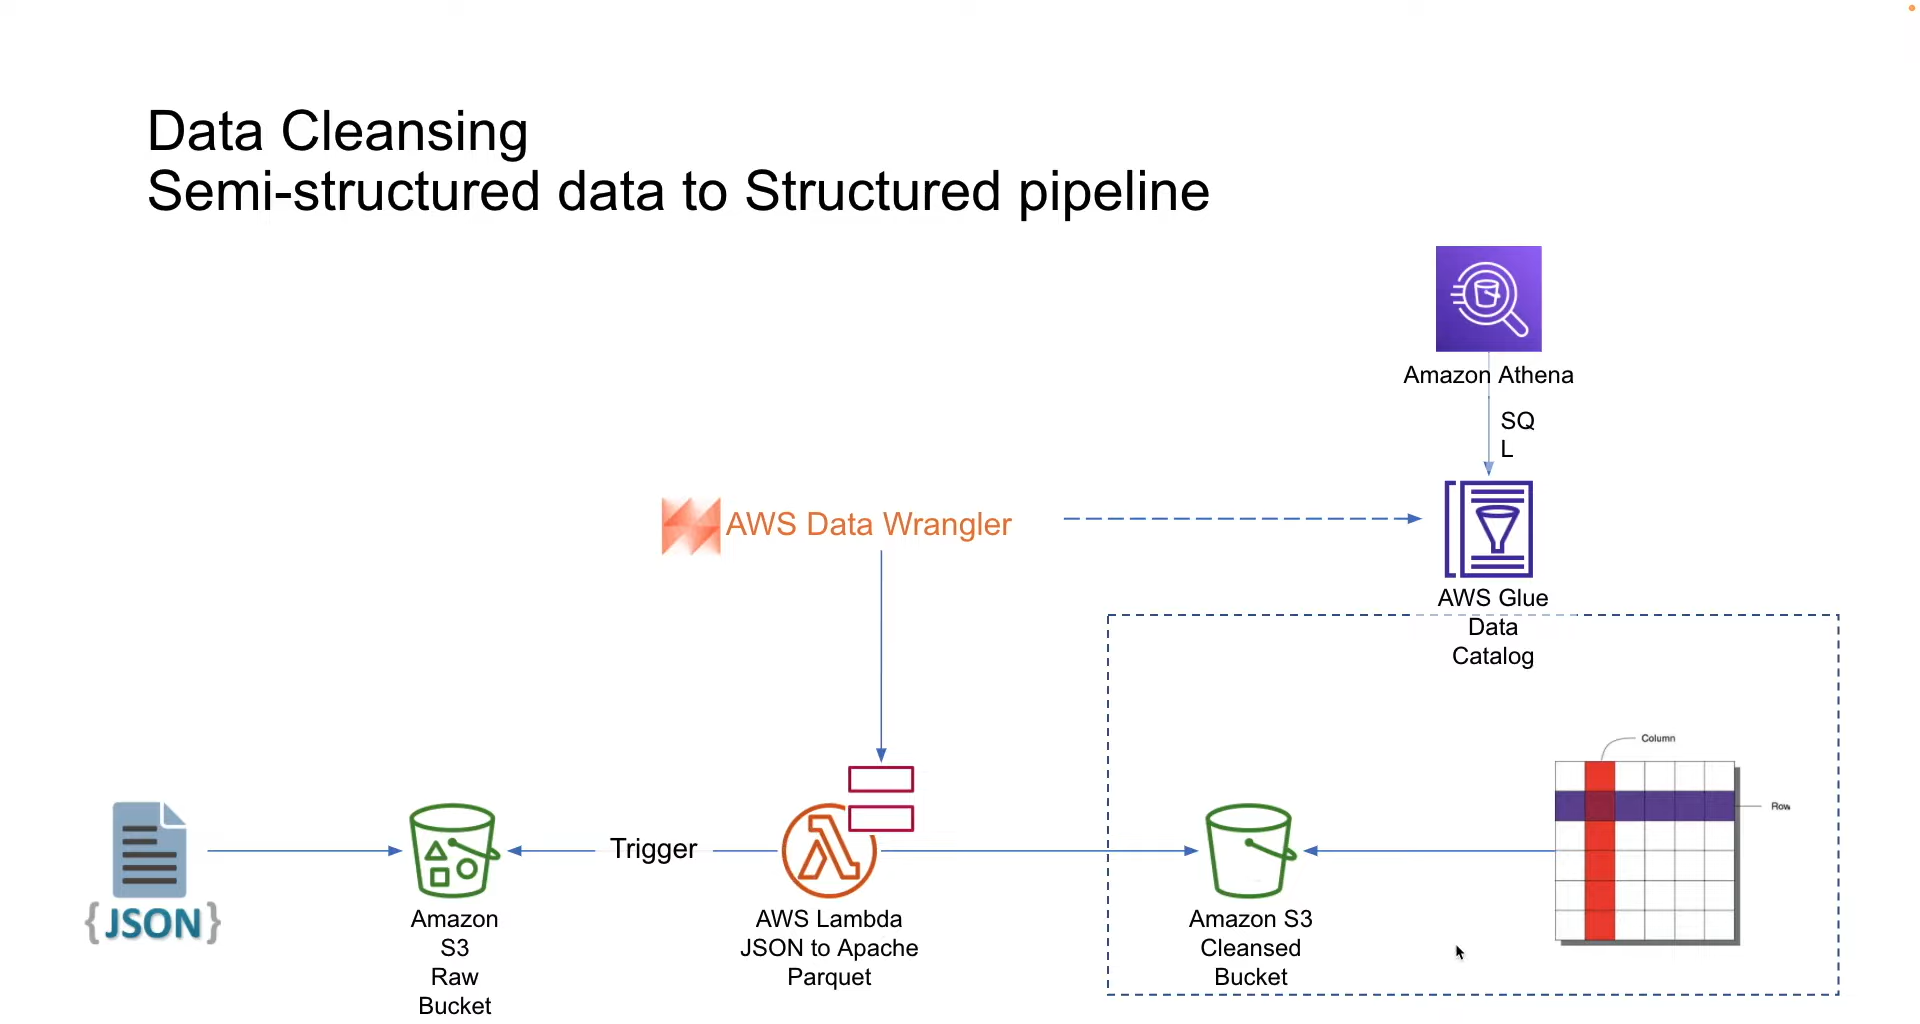 Data Cleansing
Semi-structured data to Structured pipeline
Amazon Athena
SQ
L
AWS Data Wrangler
AWS Glue
Data
Catalog
Column
Row
{JSON}
Amazon
S3
Raw
Bucket
Trigger
AWS Lambda
JSON to Apache
Parquet
Amazon S3
Cleansed
Bucket